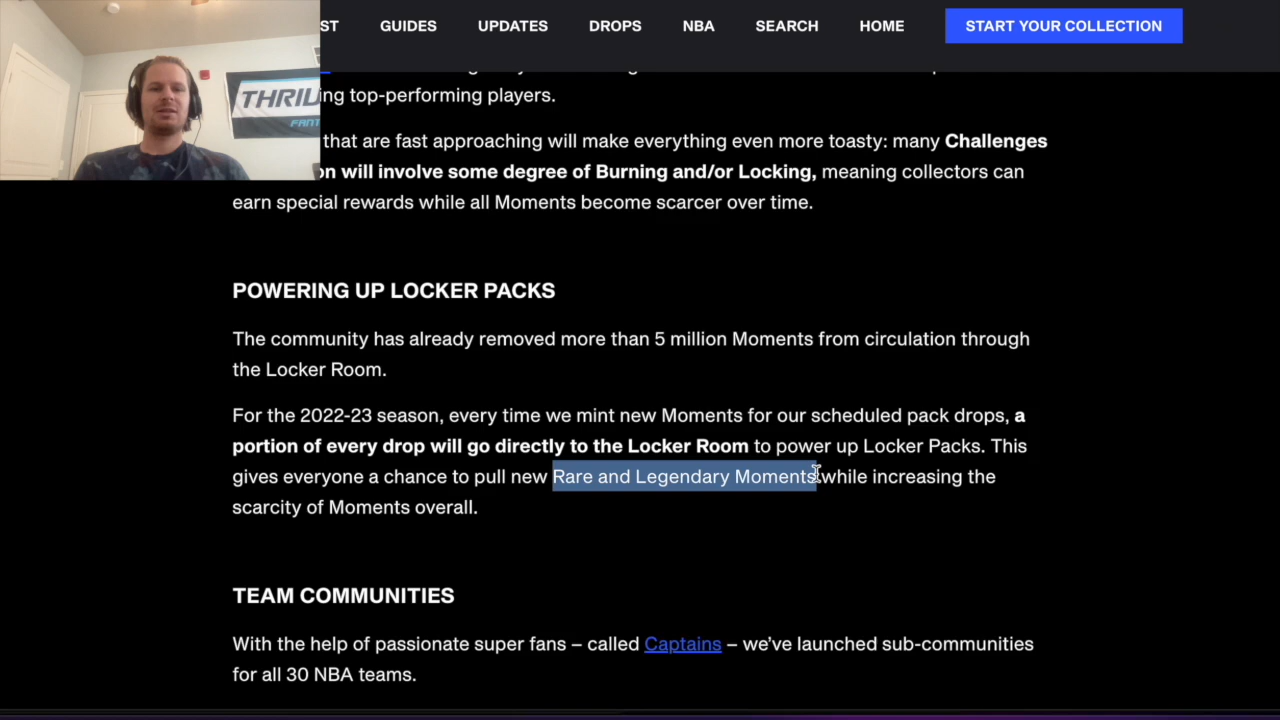 ST GUIDES UPDATES DROPS NBA SEARCH HOME START YOUR COLLECTION
THRIL
FANT
ing top-performing players.
that are fast approaching will make everything even more toasty: many Challenges
on will involve some degree of Burning and/or Locking, meaning collectors can
earn special rewards while all Moments become scarcer over time.
POWERING UP LOCKER PACKS
The community has already removed more than 5 million Moments from circulation through
the Locker Room.
For the 2022-23 season, every time we mint new Moments for our scheduled pack drops, a
portion of every drop will go directly to the Locker Room to power up Locker Packs. This
gives everyone a chance to pull new Rare and Legendary Moments while increasing the
scarcity of Moments overall.
TEAM COMMUNITIES
With the help of passionate super fans – called Captains – we've launched sub-communities
for all 30 NBA teams.